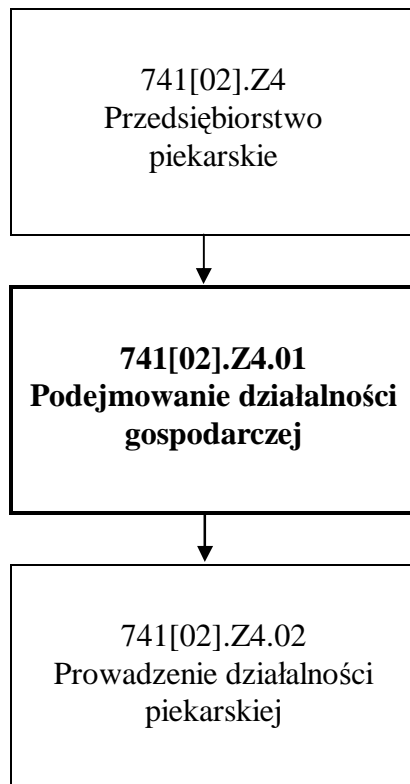 741[02].Z4
Przedsiębiorstwo
piekarskie
741[02].Z4.01
Podejmowanie działalności
gospodarczej
741[02].Z4.02
Prowadzenie działalności
piekarskiej